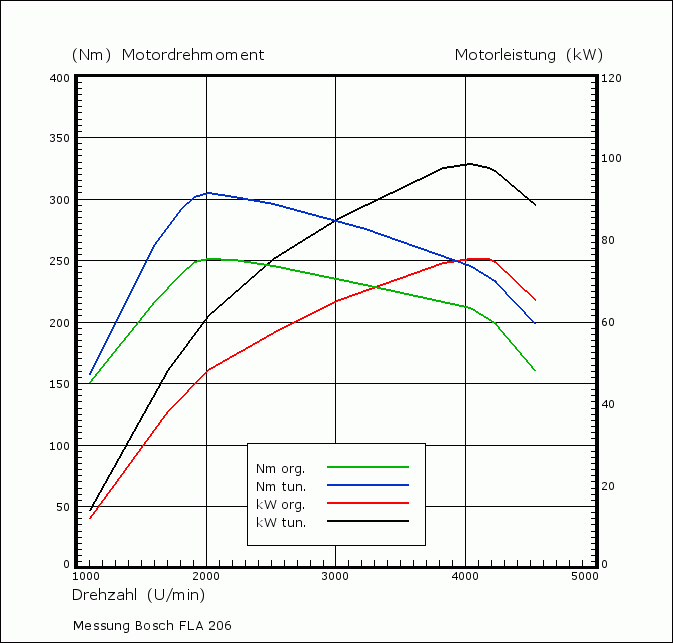 (Nm) Motordrehmoment
Motorleistung (kW)
400
350
300
250
200
150
100
50
0
120
100
80
60
40
20
0
Nm org.
Nm tun.
kW org.
kW tun.
1000 2000 3000 4000 5000
Drehzahl (U/min)
Messung Bosch FLA 206